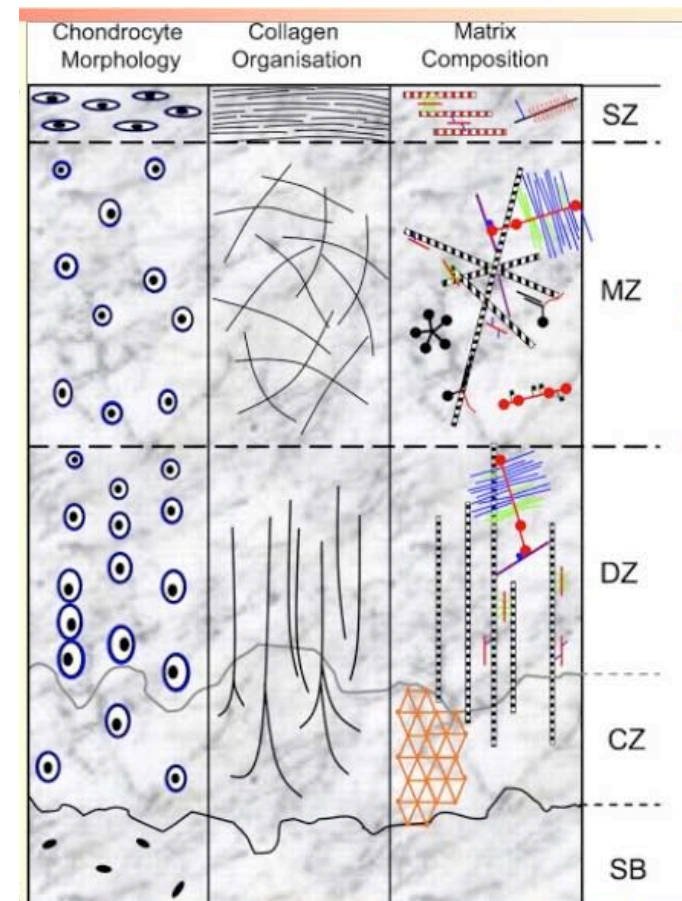 Chondrocyte
Morphology
Collagen
Organisation
Matrix
Composition
SZ
MZ
DZ
CZ
SB